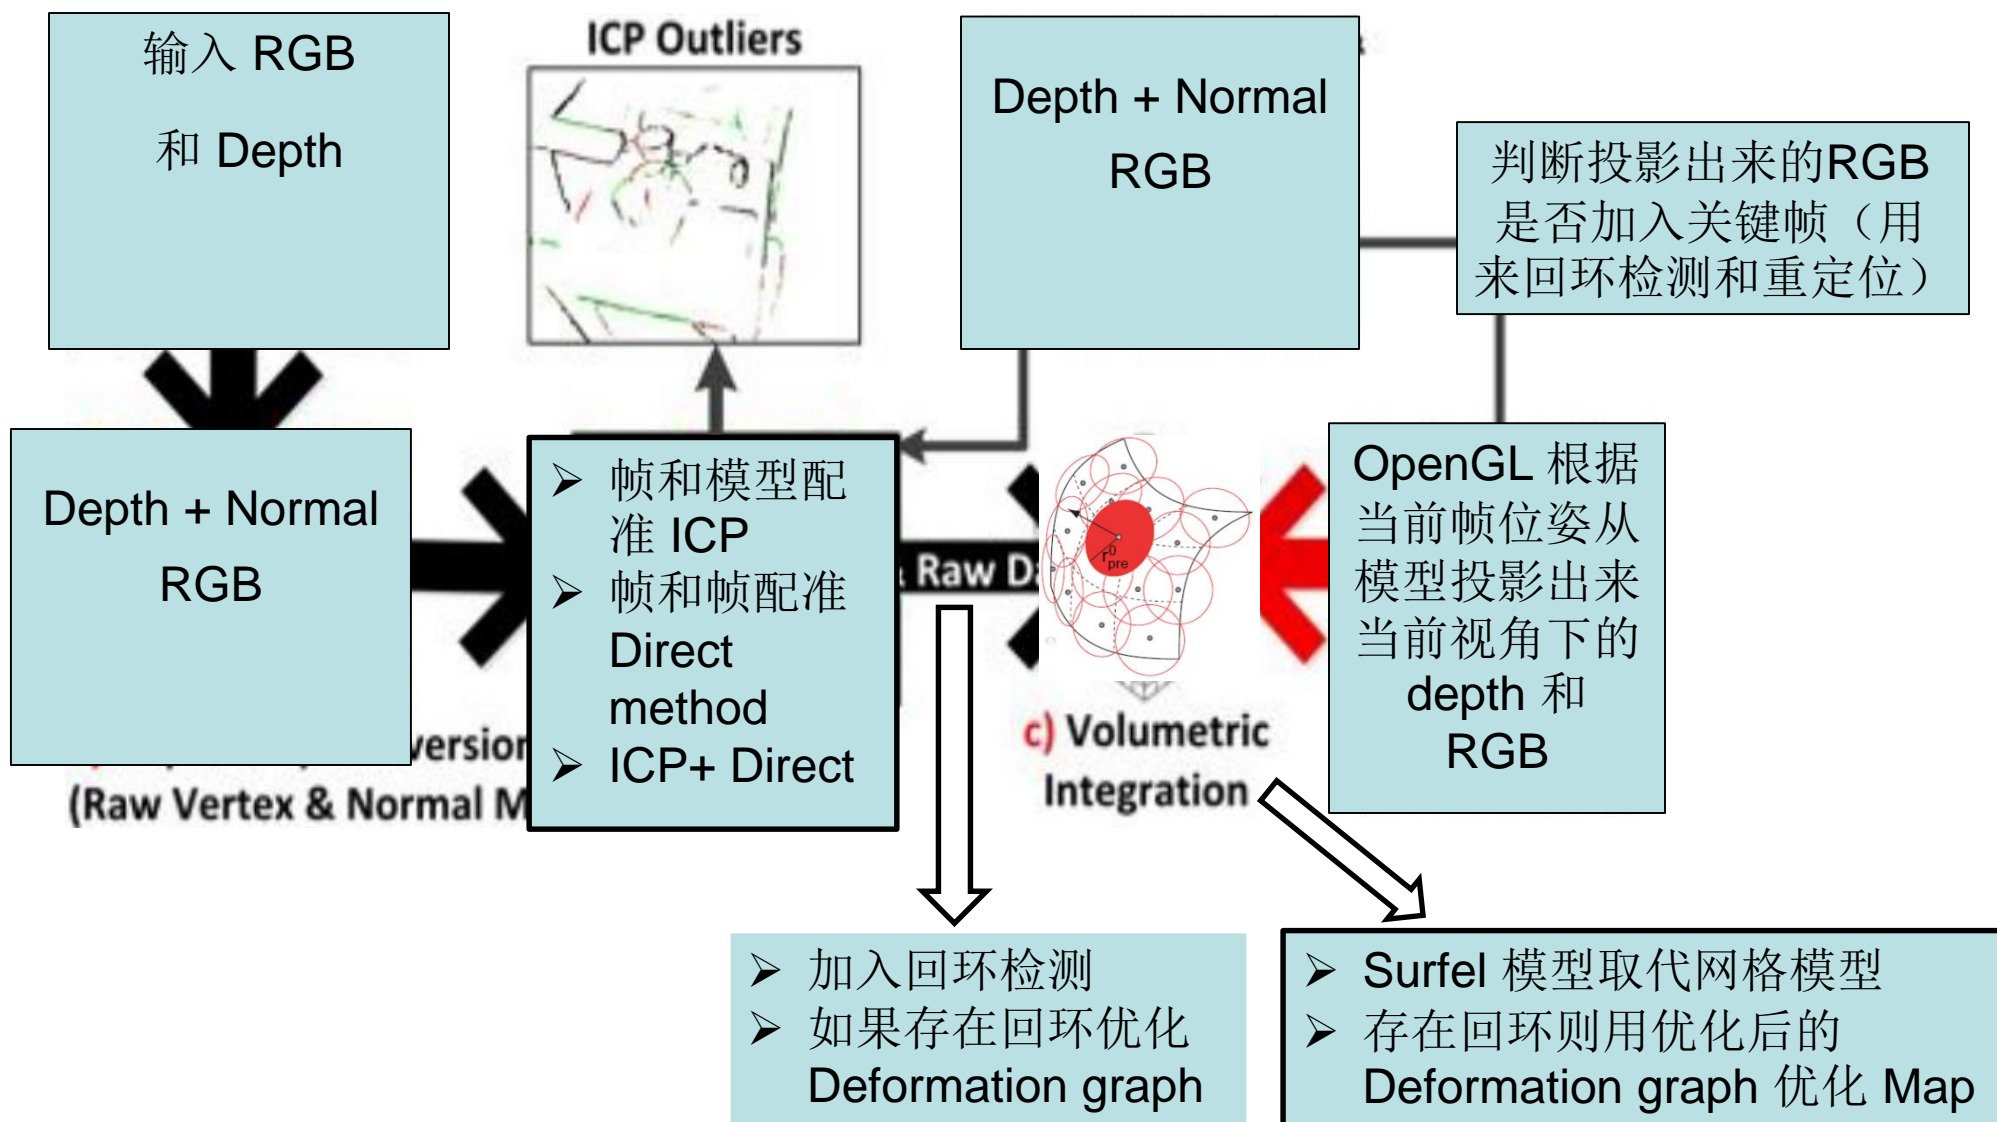 输入 RGB
和 Depth
ICP Outliers
Depth + Normal
RGB
判断投影出来的RGB
是否加入关键帧（用
来回环检测和重定位）
Depth + Normal
RGB
➢ 帧和模型配
准 ICP
➢ 帧和帧配准
Direct
method
➢ ICP+ Direct
Raw D
r⁰pre
OpenGL 根据
当前帧位姿从
模型投影出来
当前视角下的
depth 和
RGB
version
(Raw Vertex & Normal M
c) Volumetric
Integration
➢ 加入回环检测
➢ 如果存在回环优化
Deformation graph
➢ Surfel 模型取代网格模型
➢ 存在回环则用优化后的
Deformation graph 优化 Map